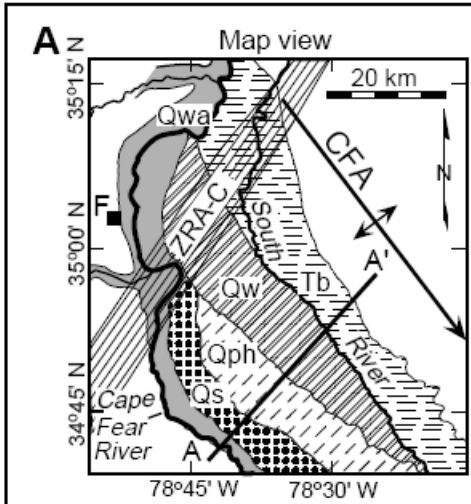 A
Map view
35°15' N
20 km
Qwa
CFA
N
ZRA-C
F
South
35°00' N
A'
Qw
Tb
Qph
River
Qs
34°45' N
Cape
Fear
River
A
78°45' W
78°30' W